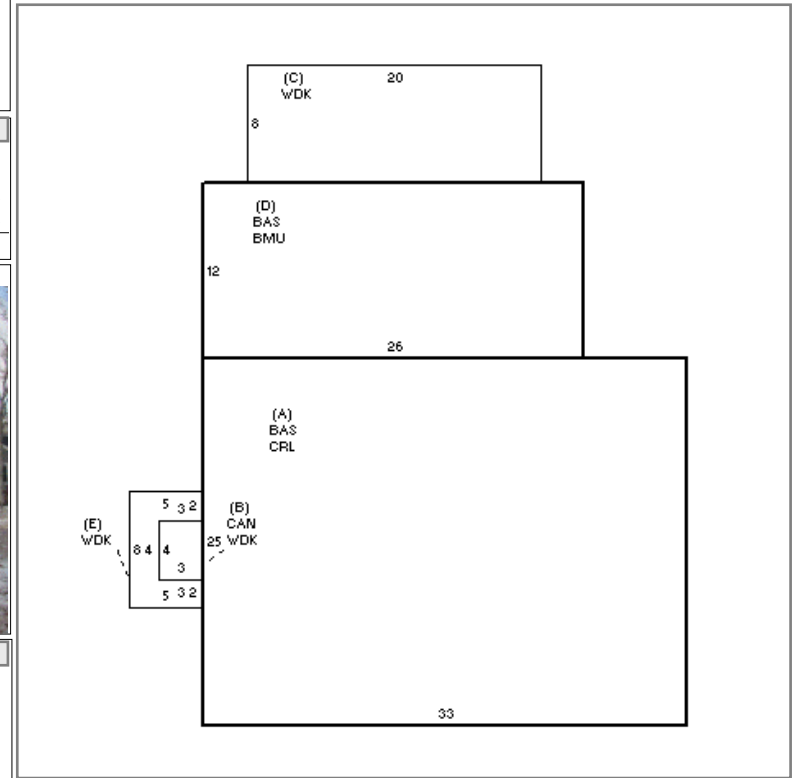 (C)
WDK
20
8
(D)
BAS
BMU
12
26
(A)
BAS
CRL
5 3 2
(B)
CAN
WDK
(E)
WDK
8 4 4
25
3
5 3 2
33